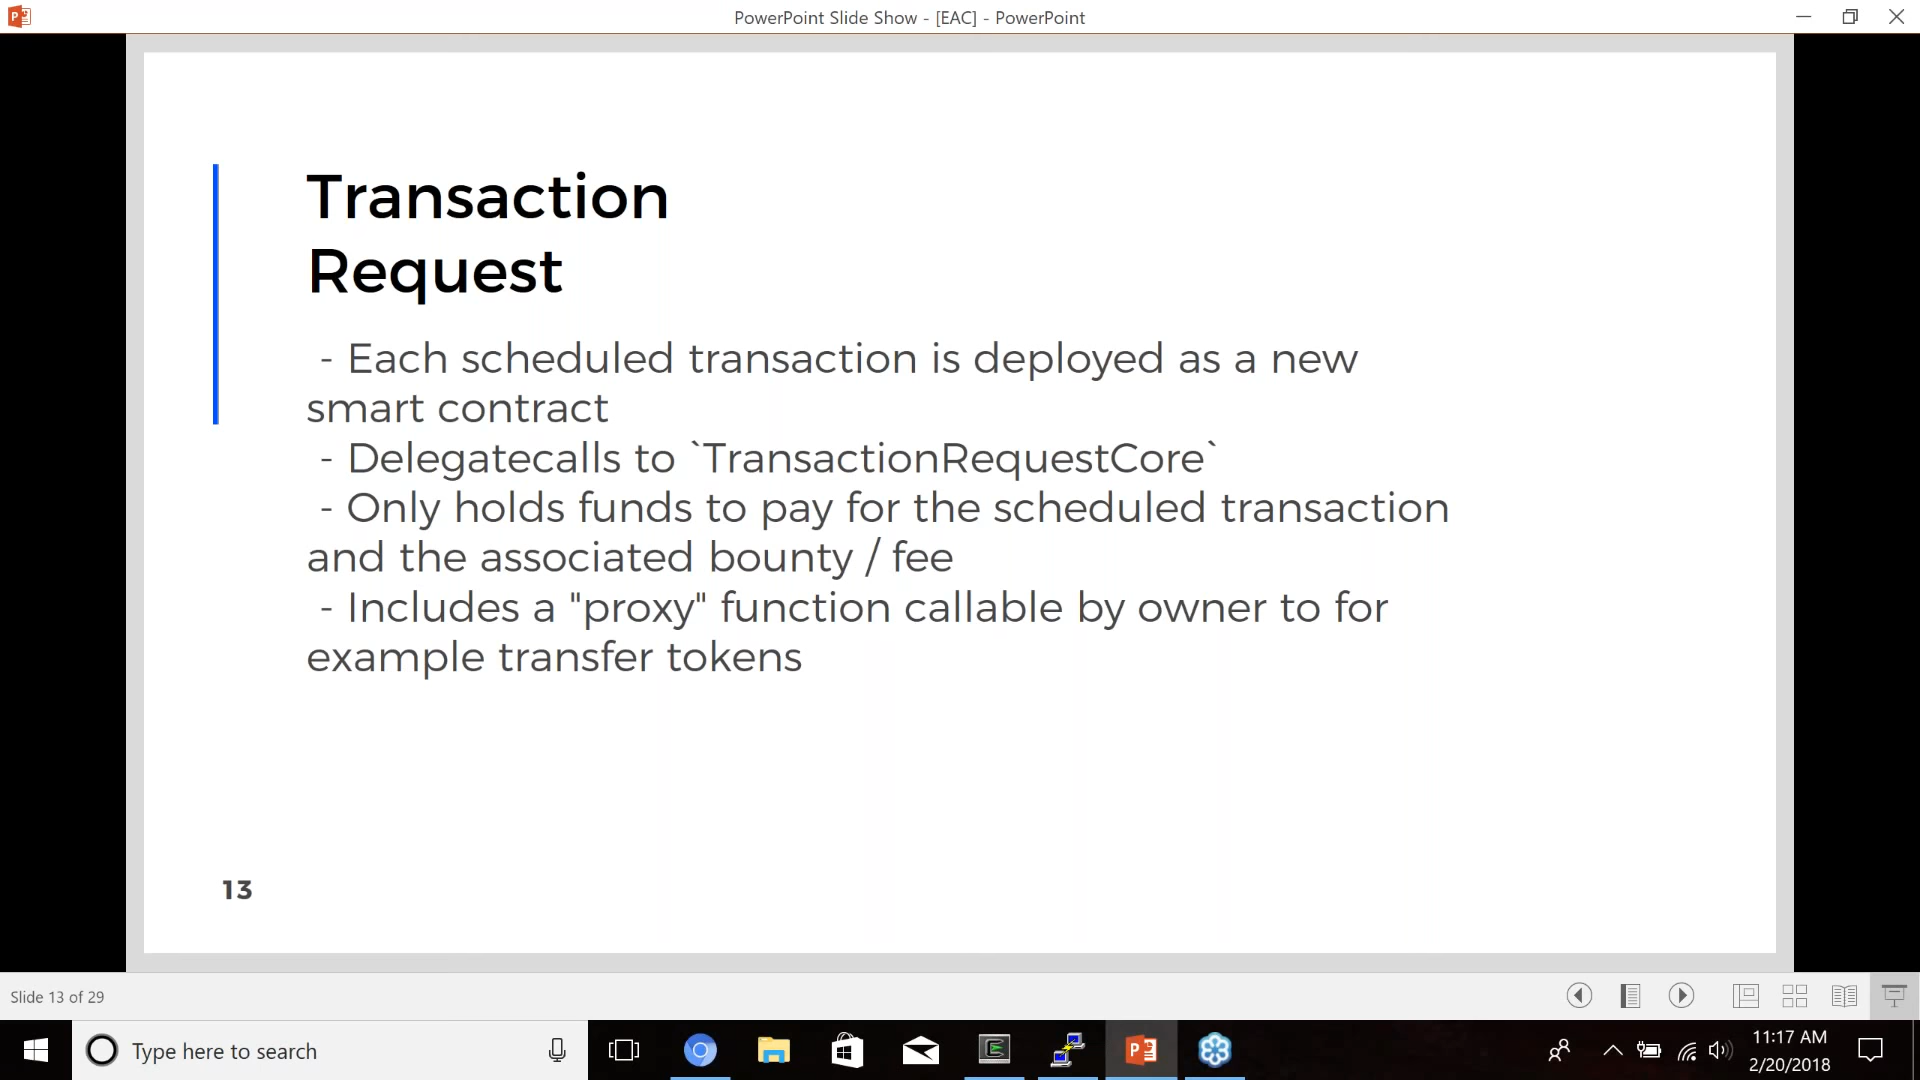 PowerPoint Slide Show - [EAC] - PowerPoint
Transaction
Request
- Each scheduled transaction is deployed as a new
smart contract
- Delegatecalls to `TransactionRequestCore`
- Only holds funds to pay for the scheduled transaction
and the associated bounty / fee
- Includes a "proxy" function callable by owner to for
example transfer tokens
13
Slide 13 of 29
Type here to search
11:17 AM
2/20/2018